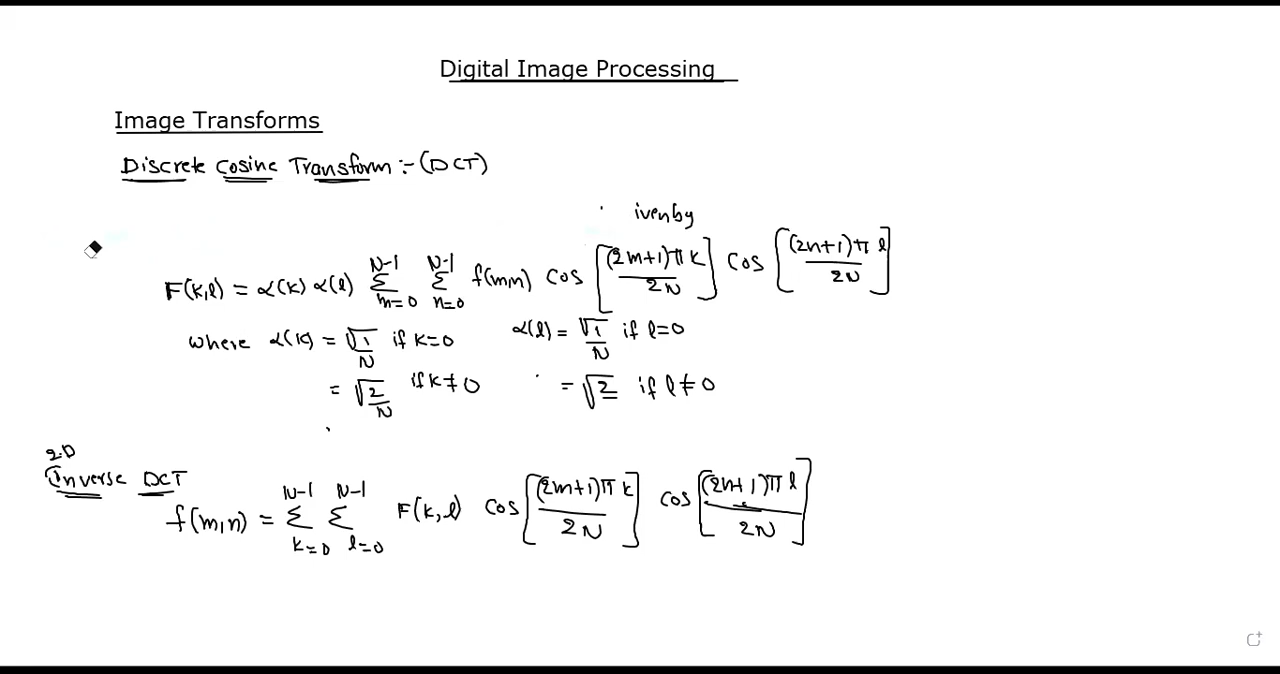 Digital Image Processing
Image Transforms
Discrete Cosine Transform :- (DCT)
ivenby
F(k,l) = α(k) α(l) Σ_{m=0}^{N-1} Σ_{n=0}^{N-1} f(m,n) cos [(2m+1)πk / 2N] cos [(2n+1)πl / 2N]
where α(k) = √1/N if k=0 α(l) = √1/N if l=0
= √2/N if k≠0 = √2 if l≠0
2D
Inverse DCT
f(m,n) = Σ_{k=0}^{N-1} Σ_{l=0}^{N-1} F(k,l) cos [(2m+1)πk / 2N] cos [(2n+1)πl / 2N]